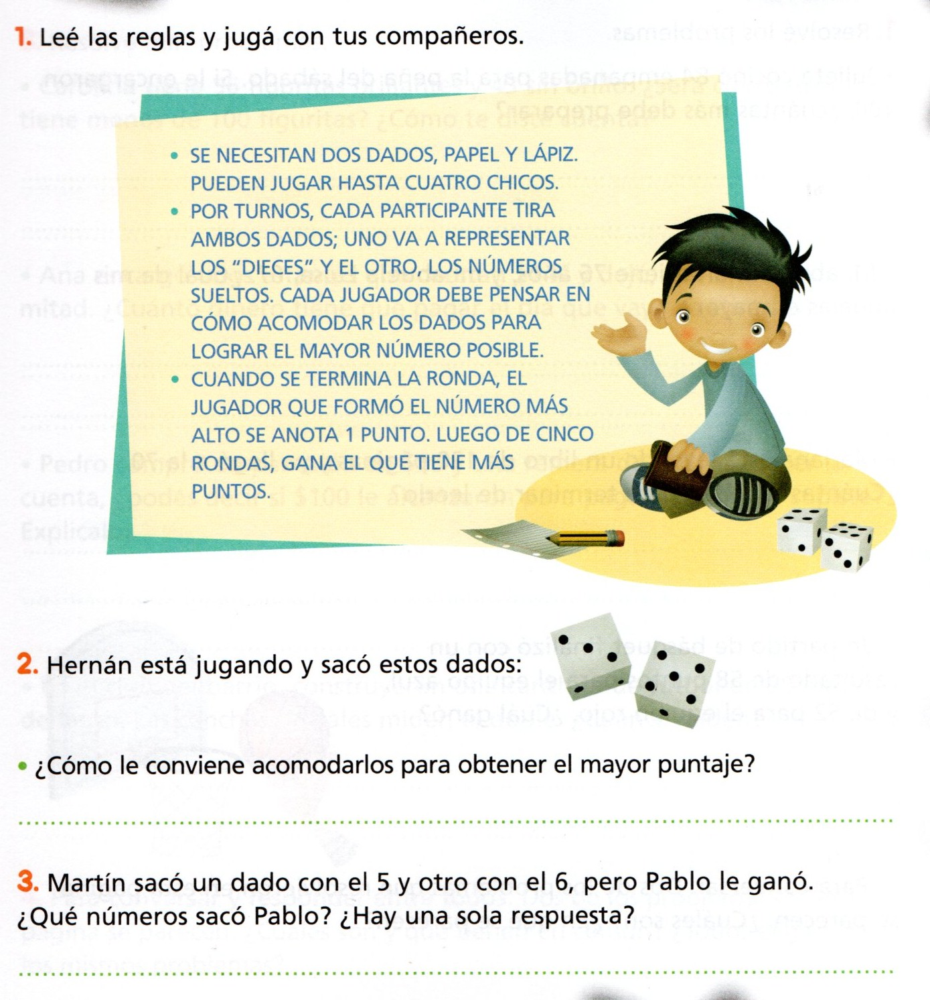 1. Leé las reglas y jugá con tus compañeros.
• SE NECESITAN DOS DADOS, PAPEL Y LÁPIZ.
PUEDEN JUGAR HASTA CUATRO CHICOS.
• POR TURNOS, CADA PARTICIPANTE TIRA
AMBOS DADOS; UNO VA A REPRESENTAR
LOS “DIECES” Y EL OTRO, LOS NÚMEROS
SUELTOS. CADA JUGADOR DEBE PENSAR EN
CÓMO ACOMODAR LOS DADOS PARA
LOGRAR EL MAYOR NÚMERO POSIBLE.
• CUANDO SE TERMINA LA RONDA, EL
JUGADOR QUE FORMÓ EL NÚMERO MÁS
ALTO SE ANOTA 1 PUNTO. LUEGO DE CINCO
RONDAS, GANA EL QUE TIENE MÁS
PUNTOS.
2. Hernán está jugando y sacó estos dados:
• ¿Cómo le conviene acomodarlos para obtener el mayor puntaje?
3. Martín sacó un dado con el 5 y otro con el 6, pero Pablo le ganó.
¿Qué números sacó Pablo? ¿Hay una sola respuesta?